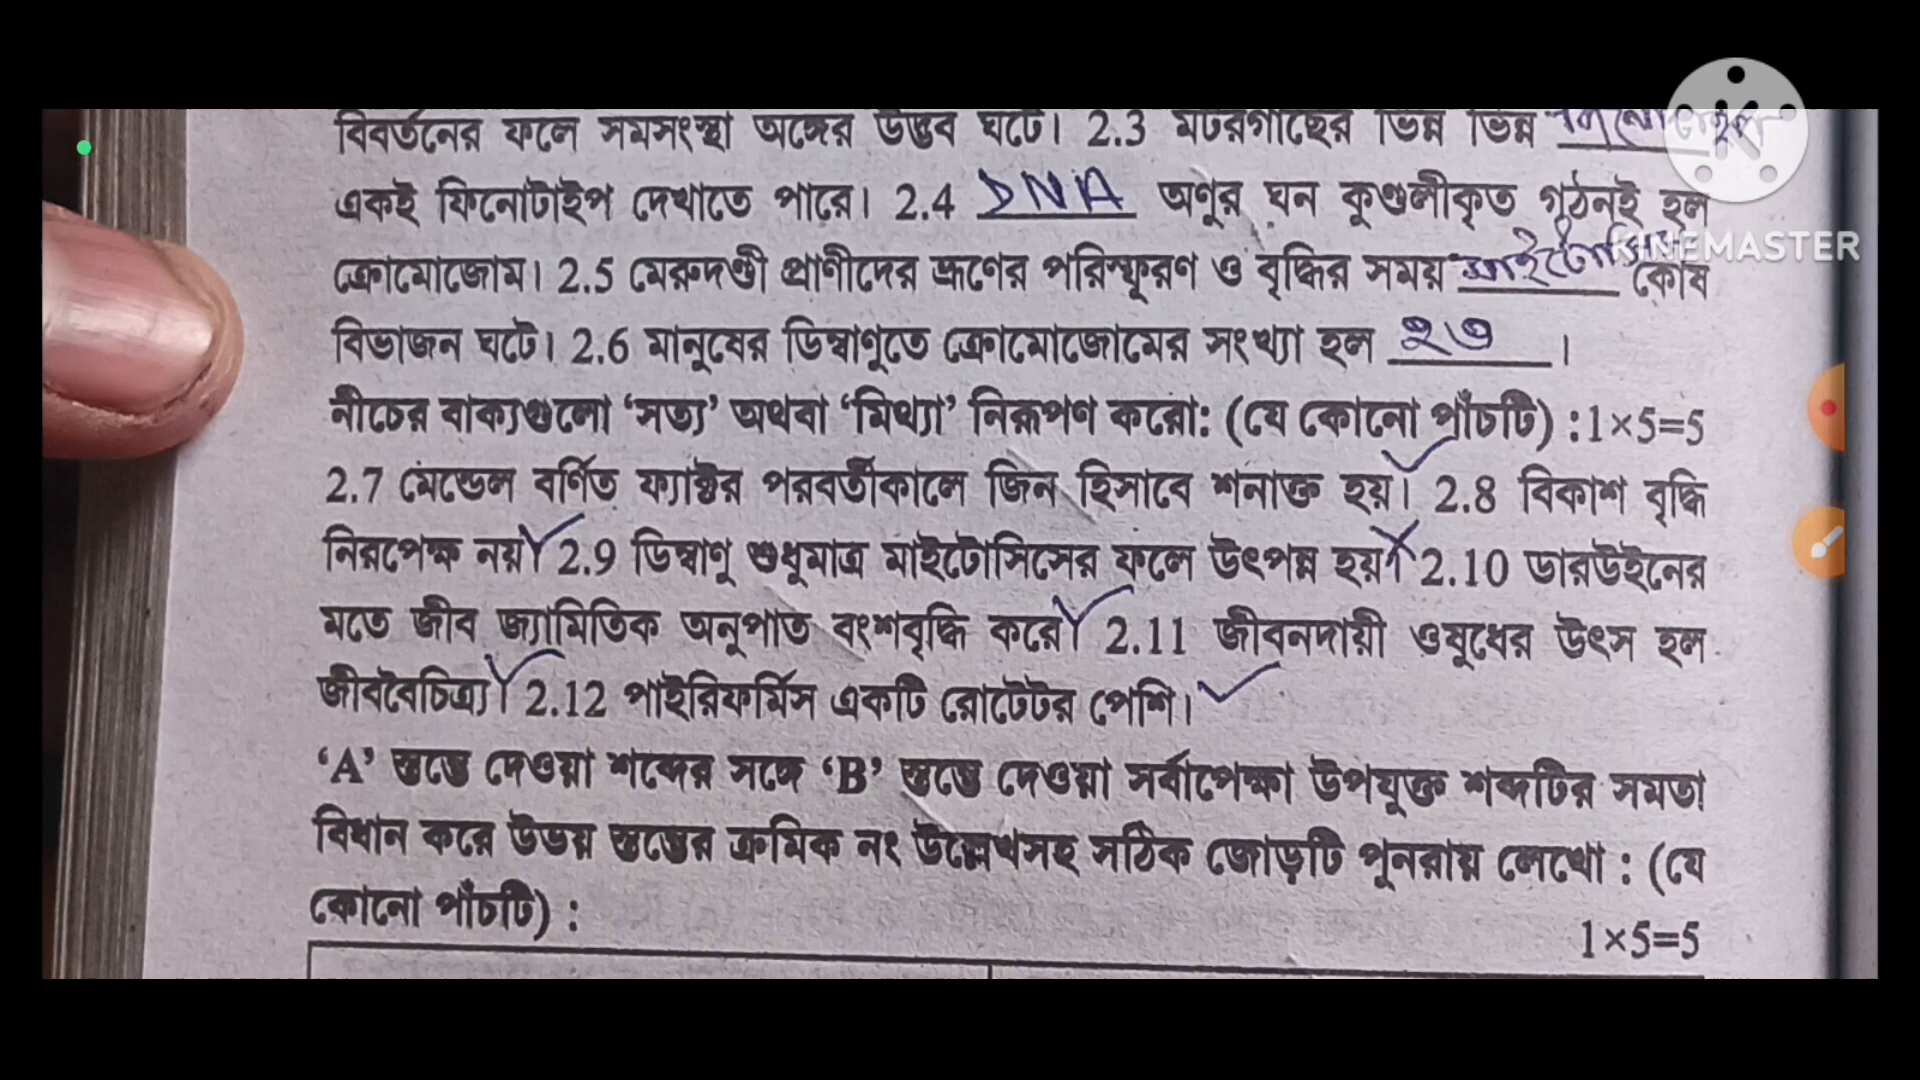 বিবর্তনের ফলে সমসংস্থা অঙ্গের উদ্ভব ঘটে। 2.3 মটরগাছের ভিন্ন ভিন্ন
একই ফিনোটাইপ দেখাতে পারে। 2.4 DNA অণুর ঘন কুণ্ডলীকৃত গঠনই হল
KINEMASTER
ক্রোমোজোম। 2.5 মেরুদণ্ডী প্রাণীদের ভ্রূণের পরিস্ফূরণ ও বৃদ্ধির সময় কোষ
বিভাজন ঘটে। 2.6 মানুষের ডিম্বাণুতে ক্রোমোজোমের সংখ্যা হল ২৩ ।
নীচের বাক্যগুলো ‘সত্য’ অথবা ‘মিথ্যা’ নিরূপণ করো: (যে কোনো পাঁচটি) : 1×5=5
2.7 মেন্ডেল বর্ণিত ফ্যাক্টর পরবর্তীকালে জিন হিসাবে শনাক্ত হয়। 2.8 বিকাশ বৃদ্ধি
নিরপেক্ষ নয়। 2.9 ডিম্বাণু শুধুমাত্র মাইটোসিসের ফলে উৎপন্ন হয়। 2.10 ডারউইনের
মতে জীব জ্যামিতিক অনুপাত বংশবৃদ্ধি করে। 2.11 জীবনদায়ী ওষুধের উৎস হল
জীববৈচিত্র্য। 2.12 পাইরিফর্মিস একটি রোটেটর পেশি।
‘A’ স্তম্ভে দেওয়া শব্দের সঙ্গে ‘B’ স্তম্ভে দেওয়া সর্বাপেক্ষা উপযুক্ত শব্দটির সমতা
বিধান করে উভয় স্তম্ভের ক্রমিক নং উল্লেখসহ সঠিক জোড়টি পুনরায় লেখো : (যে
কোনো পাঁচটি) : 1×5=5